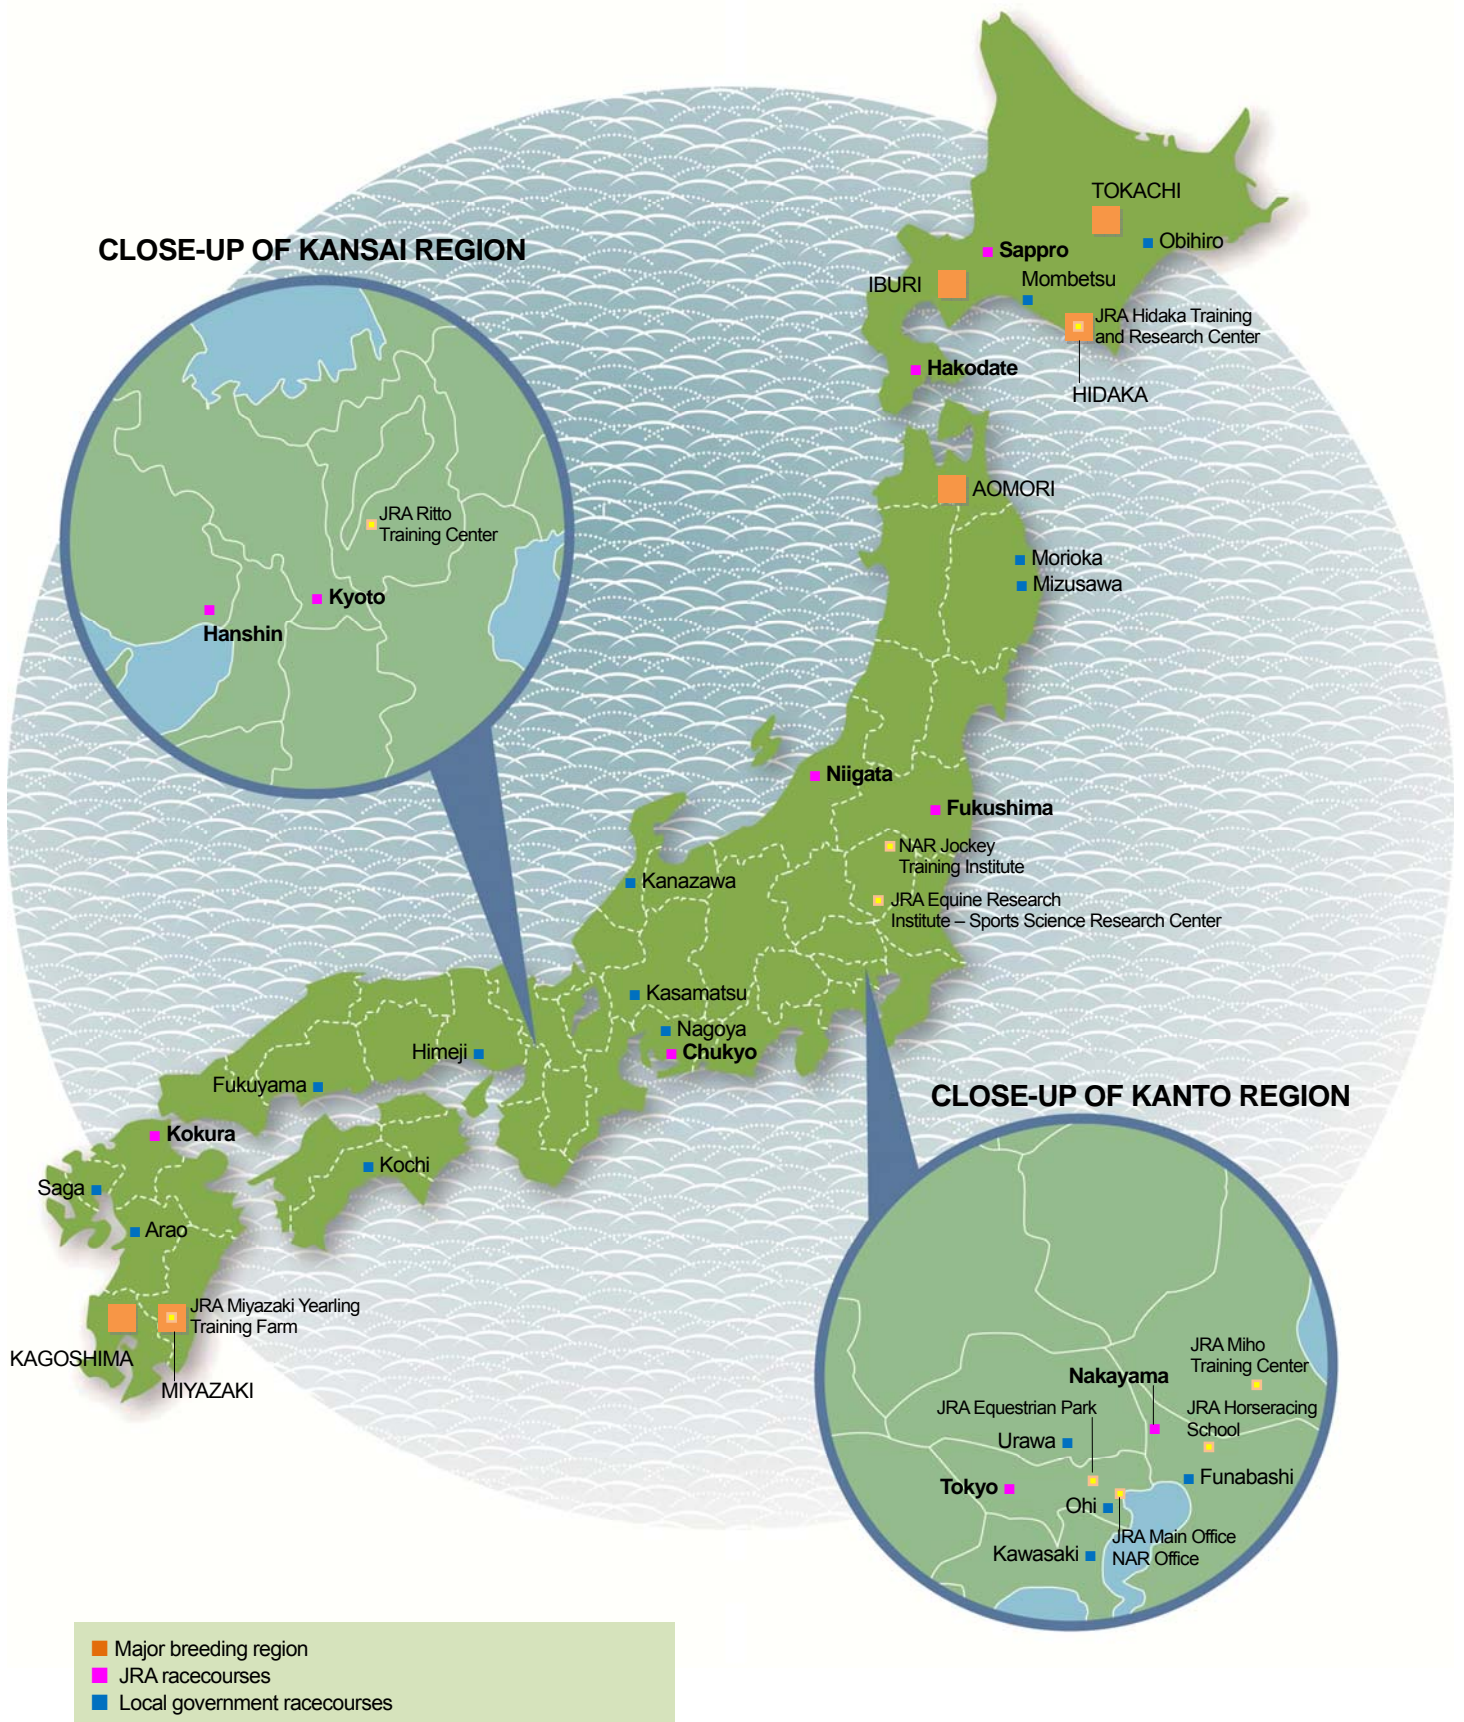 TOKACHI
Obihiro
Sappro
Mombetsu
IBURI
JRA Hidaka Training
and Research Center
Hakodate
HIDAKA
CLOSE-UP OF KANSAI REGION
JRA Ritto
Training Center
Kyoto
Hanshin
AOMORI
Morioka
Mizusawa
Niigata
Fukushima
NAR Jockey
Training Institute
Kanazawa
JRA Equine Research
Institute – Sports Science Research Center
Kasamatsu
Nagoya
Chukyo
Himeji
Fukuyama
Kokura
Kochi
Saga
Arao
JRA Miyazaki Yearling
Training Farm
KAGOSHIMA
MIYAZAKI
CLOSE-UP OF KANTO REGION
JRA Miho
Training Center
Nakayama
JRA Equestrian Park
JRA Horseracing
School
Urawa
Funabashi
Tokyo
Ohi
JRA Main Office
NAR Office
Kawasaki
Major breeding region
JRA racecourses
Local government racecourses